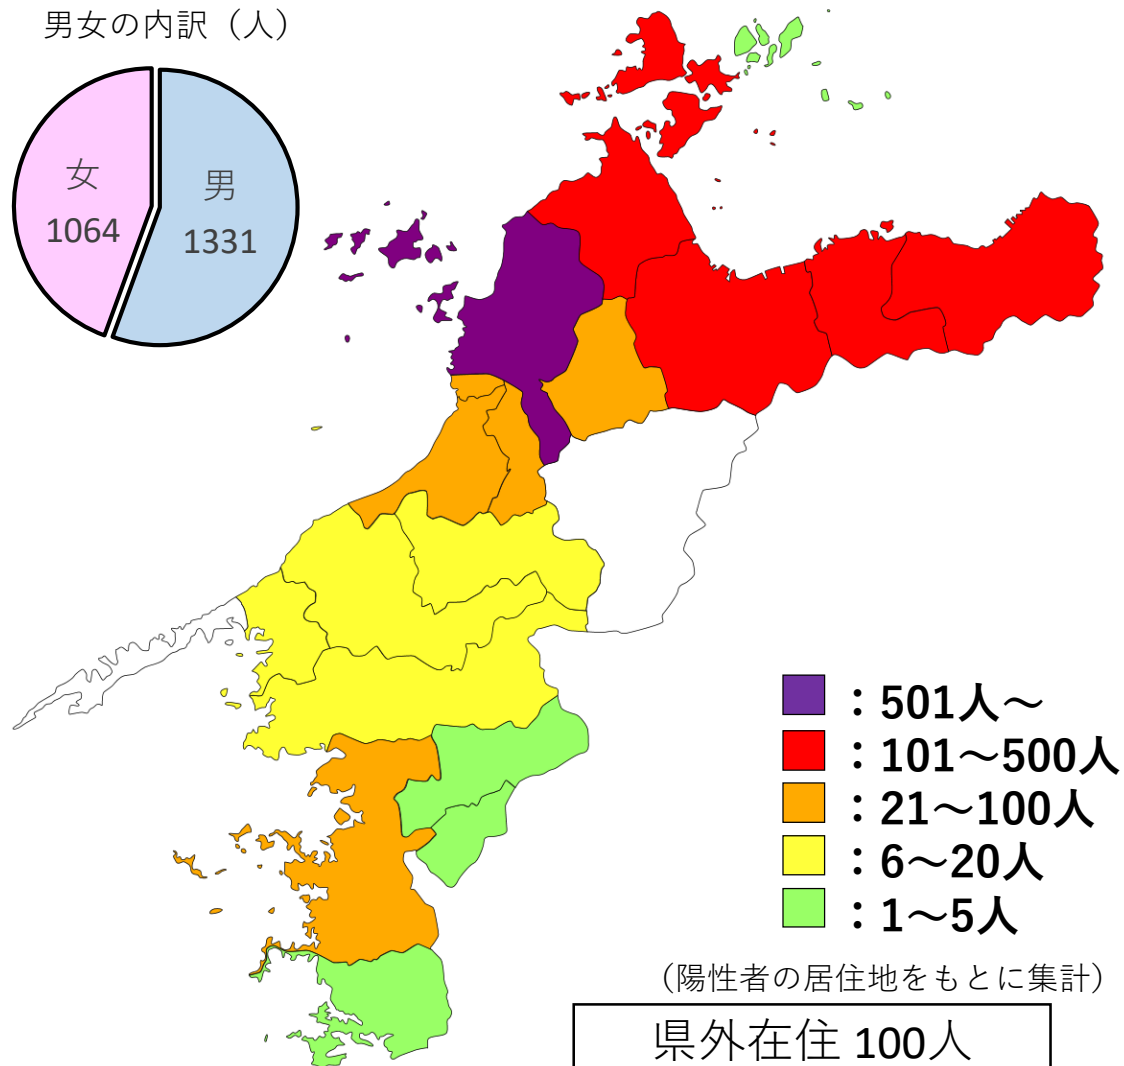 男女の内訳（人）
女
1064
男
1331
：501人～
：101～500人
：21～100人
：6～20人
：1～5人
（陽性者の居住地をもとに集計）
県外在住 100人